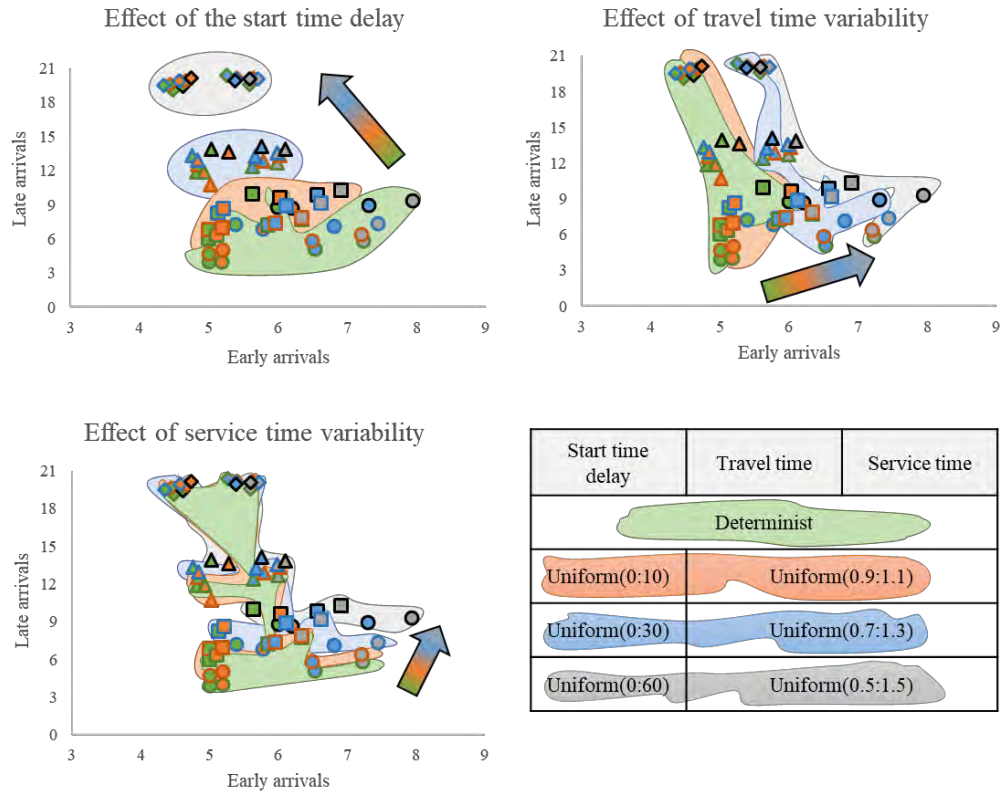 Effect of the start time delay
21
18
15
12
9
6
3
0
Late arrivals
3 4 5 6 7 8 9
Early arrivals
Effect of travel time variability
21
18
15
12
9
6
3
0
Late arrivals
3 4 5 6 7 8 9
Early arrivals
Effect of service time variability
21
18
15
12
9
6
3
0
Late arrivals
3 4 5 6 7 8 9
Early arrivals
Start time
delay
Travel time
Service time
Determinist
Uniform(0:10) Uniform(0.9:1.1)
Uniform(0:30) Uniform(0.7:1.3)
Uniform(0:60) Uniform(0.5:1.5)